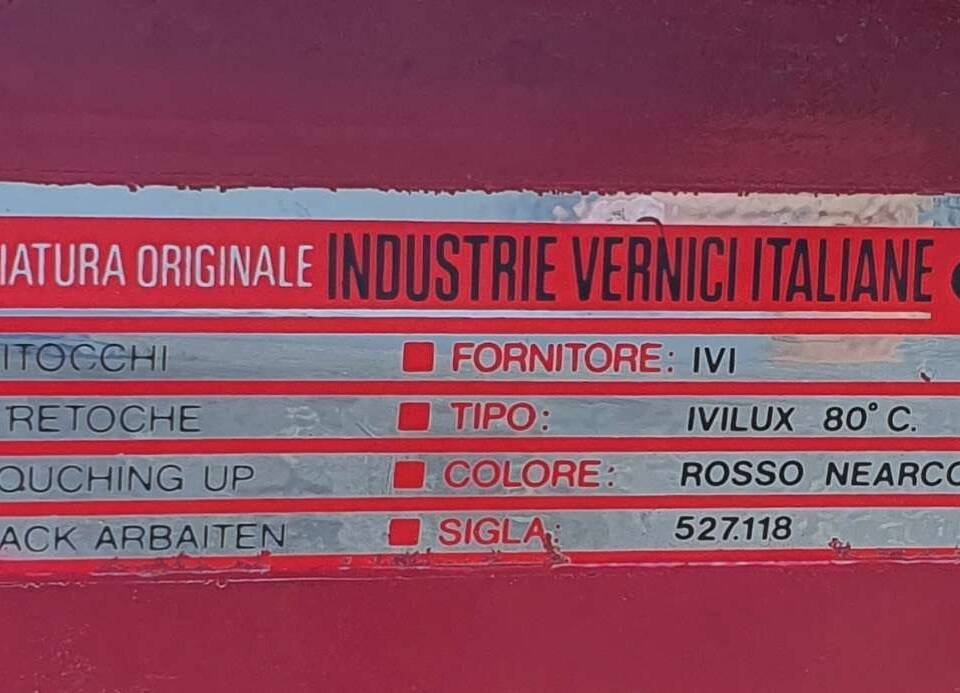 IATURA ORIGINALE INDUSTRIE VERNICI ITALIANE
ITOCCHI FORNITORE: IVI
RETOCHE TIPO: IVILUX 80° C.
OUCHING UP COLORE: ROSSO NEARCO
ACK ARBAITEN SIGLA: 527.118